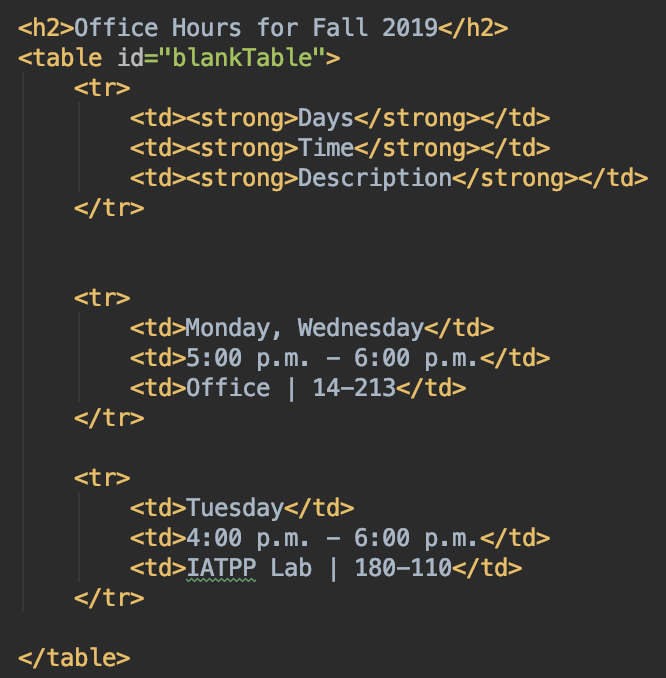 <h2>Office Hours for Fall 2019</h2>
<table id="blankTable">
<tr>
<td><strong>Days</strong></td>
<td><strong>Time</strong></td>
<td><strong>Description</strong></td>
</tr>
<tr>
<td>Monday, Wednesday</td>
<td>5:00 p.m. - 6:00 p.m.</td>
<td>Office | 14-213</td>
</tr>
<tr>
<td>Tuesday</td>
<td>4:00 p.m. - 6:00 p.m.</td>
<td>IATPP Lab | 180-110</td>
</tr>
</table>